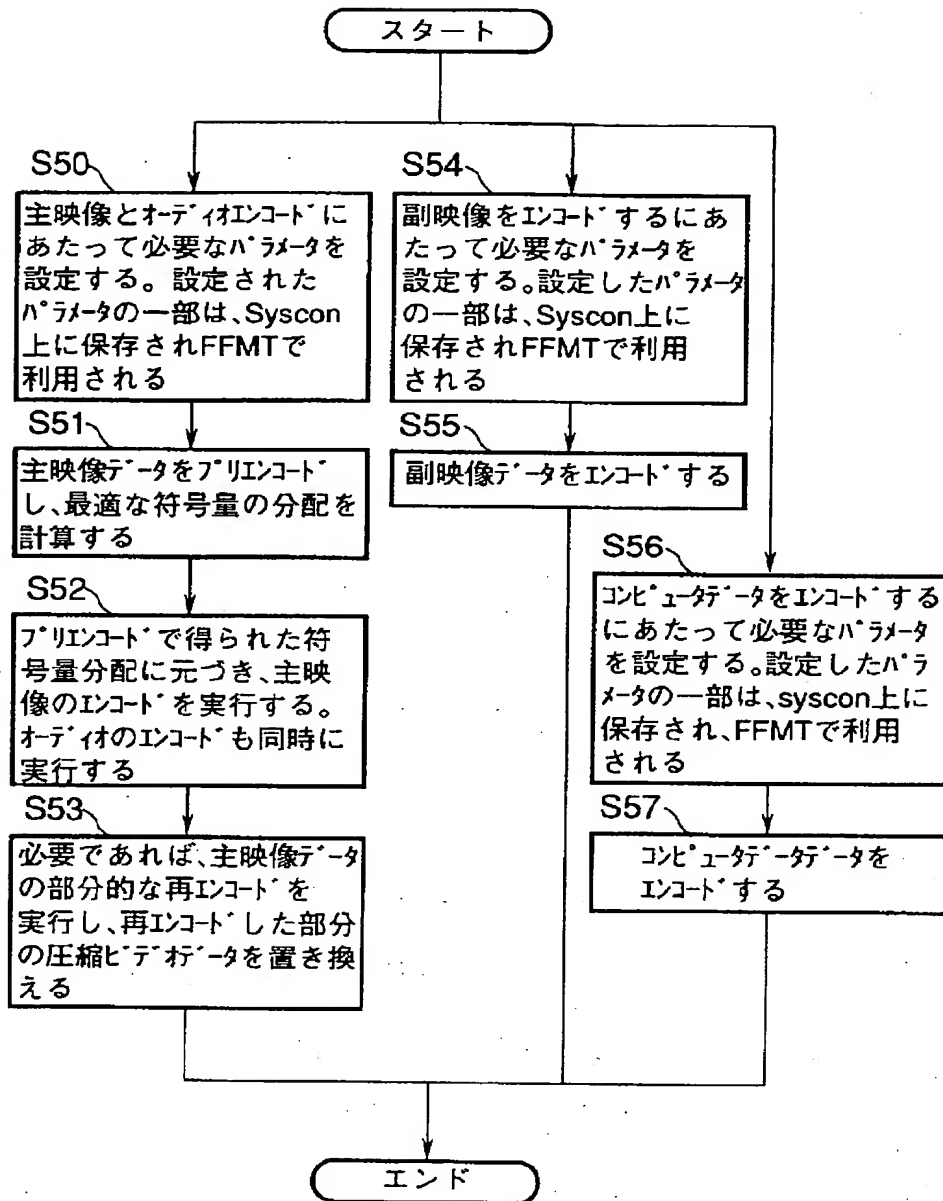 スタート
S50
主映像とオーディオエンコードに
あたって必要なパラメータを
設定する。設定された
パラメータの一部は、Syscon
上に保存されFFMTで
利用される
S51
主映像データをプリエンコード
し、最適な符号量の分配を
計算する
S52
プリエンコードで得られた符
号量分配に元づき、主映
像のエンコードを実行する。
オーディオのエンコードも同時に
実行する
S53
必要であれば、主映像データ
の部分的な再エンコードを
実行し、再エンコードした部分
の圧縮ビデオデータを置き換
える
S54
副映像をエンコードするにあ
たって必要なパラメータを
設定する。設定したパラメータ
の一部は、Syscon上に
保存されFFMTで利用
される
S55
副映像データをエンコードする
S56
コンピュータデータをエンコードする
にあたって必要なパラメータ
を設定する。設定したパラ
メータの一部は、syscon上に
保存され、FFMTで利用
される
S57
コンピュータデータデータを
エンコードする
エンド